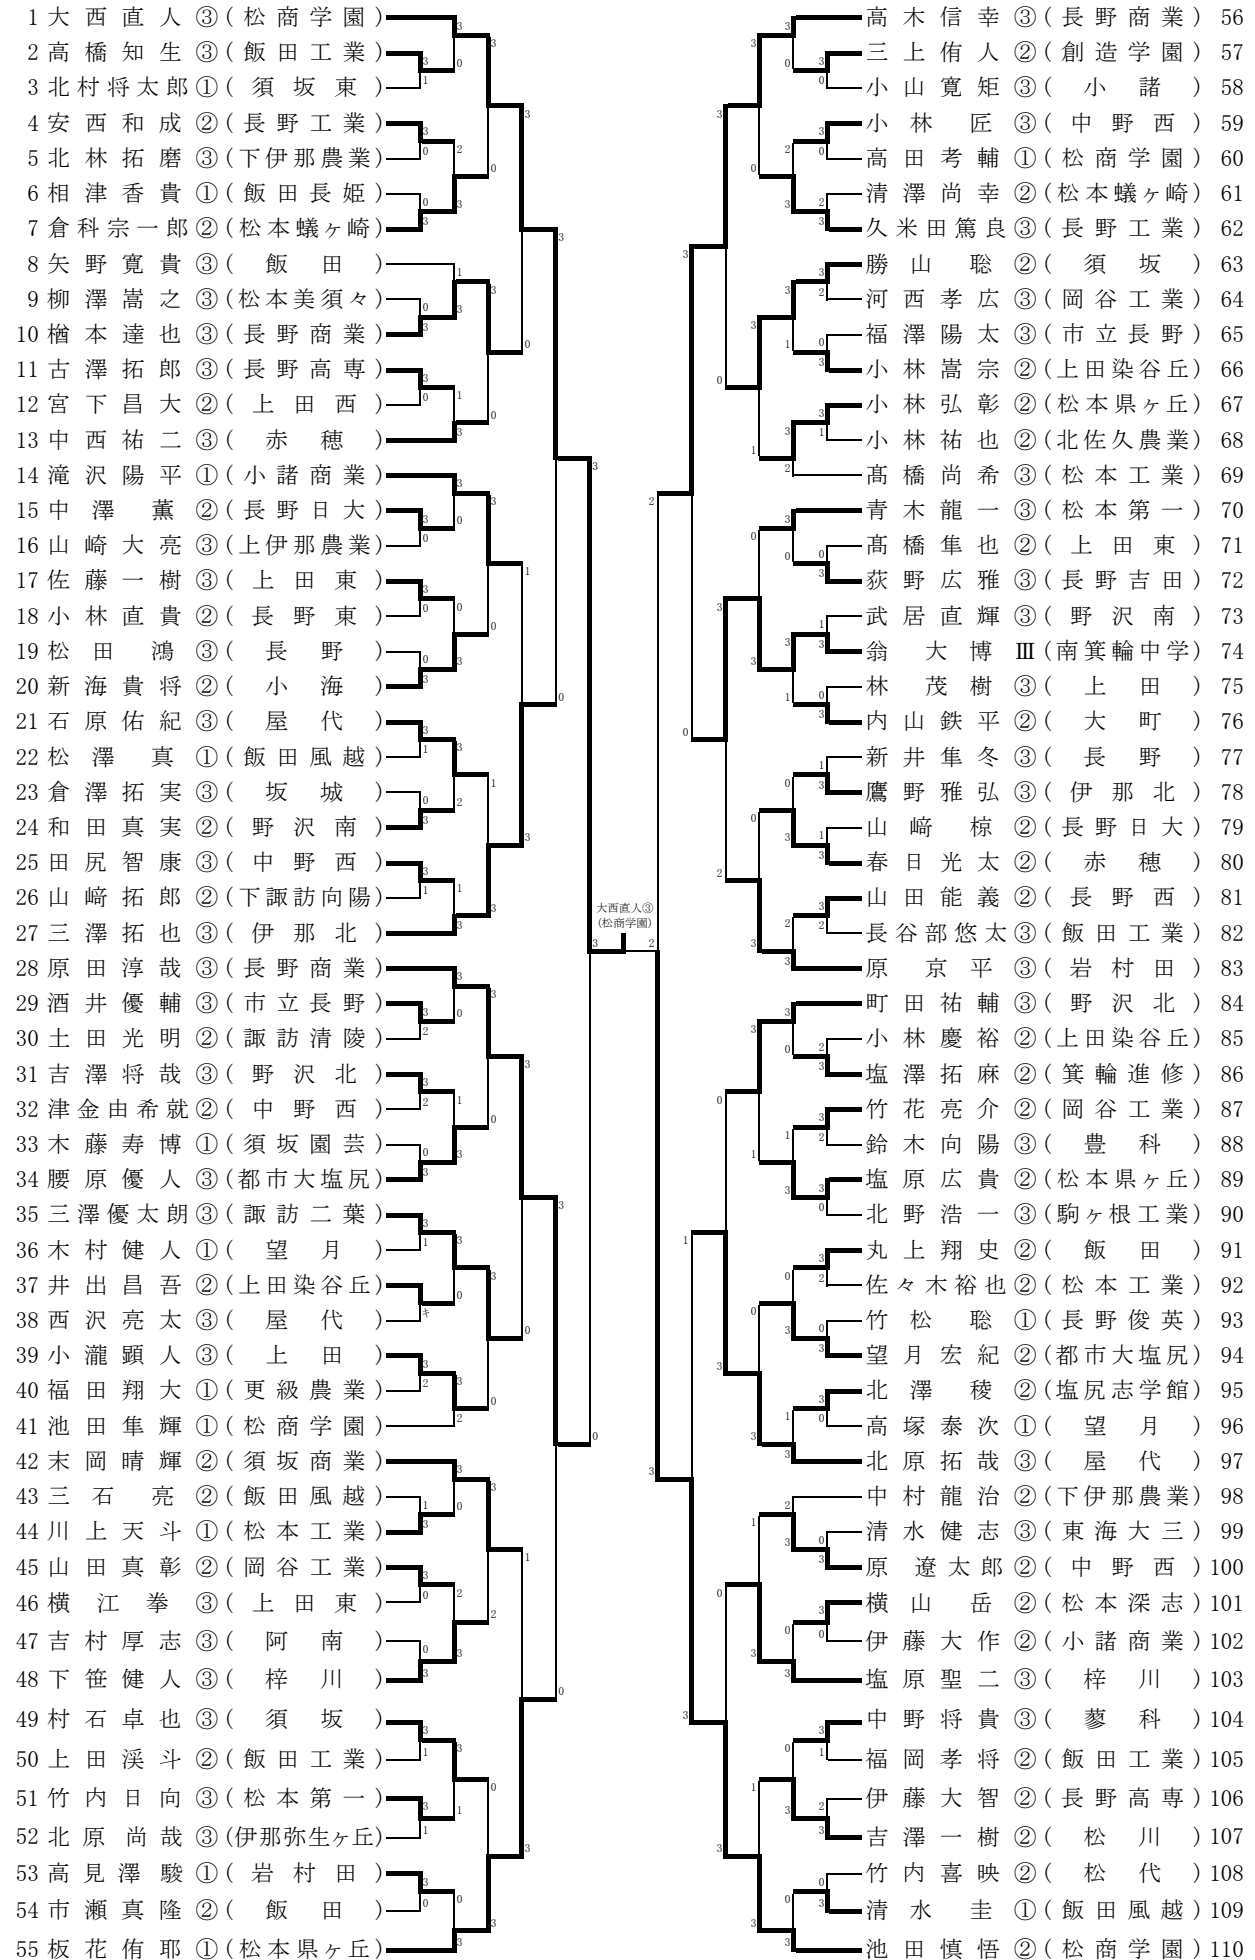 1 大西直人 ③ (松商学園)
2 高橋知生 ③ (飯田工業)
3 北村将太郎 ① (須坂東)
4 安西和成 ② (長野工業)
5 北林拓磨 ③ (下伊那農業)
6 相津香貴 ① (飯田長姫)
7 倉科宗一郎 ② (松本蟻ヶ崎)
8 矢野寛貴 ③ (飯田)
9 柳澤嵩之 ③ (松本美須々)
10 楢本達也 ③ (長野商業)
11 古澤拓郎 ③ (長野高専)
12 宮下昌大 ② (上田西)
13 中西祐二 ③ (赤穂)
14 滝沢陽平 ① (小諸商業)
15 中澤薫 ② (長野日大)
16 山崎大亮 ③ (上伊那農業)
17 佐藤一樹 ③ (上田東)
18 小林直貴 ② (長野東)
19 松田鴻 ③ (長野)
20 新海貴将 ② (小海)
21 石原佑紀 ③ (屋代)
22 松澤真 ① (飯田風越)
23 倉澤拓実 ③ (坂城)
24 和田真実 ② (野沢南)
25 田尻智康 ③ (中野西)
26 山﨑拓郎 ② (下諏訪向陽)
27 三澤拓也 ③ (伊那北)
28 原田淳哉 ③ (長野商業)
29 酒井優輔 ③ (市立長野)
30 土田光明 ② (諏訪清陵)
31 吉澤将哉 ③ (野沢北)
32 津金由希就 ② (中野西)
33 木藤寿博 ① (須坂園芸)
34 腰原優人 ③ (都市大塩尻)
35 三澤優太朗 ③ (諏訪二葉)
36 木村健人 ① (望月)
37 井出昌吾 ② (上田染谷丘)
38 西沢亮太 ③ (屋代)
39 小瀧顕人 ③ (上田)
40 福田翔大 ① (更級農業)
41 池田隼輝 ① (松商学園)
42 末岡晴輝 ② (須坂商業)
43 三石亮 ② (飯田風越)
44 川上天斗 ① (松本工業)
45 山田真彰 ② (岡谷工業)
46 横江拳 ③ (上田東)
47 吉村厚志 ③ (阿南)
48 下笹健人 ③ (梓川)
49 村石卓也 ③ (須坂)
50 上田渓斗 ② (飯田工業)
51 竹内日向 ③ (松本第一)
52 北原尚哉 ③ (伊那弥生ヶ丘)
53 高見澤駿 ① (岩村田)
54 市瀬真隆 ② (飯田)
55 板花侑耶 ① (松本県ヶ丘)
大西直人③
(松商学園)
高木信幸 ③ (長野商業) 56
三上侑人 ② (創造学園) 57
小山寛矩 ③ (小諸) 58
小林匠 ③ (中野西) 59
高田考輔 ① (松商学園) 60
清澤尚幸 ② (松本蟻ヶ崎) 61
久米田篤良 ③ (長野工業) 62
勝山聡 ② (須坂) 63
河西孝広 ③ (岡谷工業) 64
福澤陽太 ③ (市立長野) 65
小林嵩宗 ② (上田染谷丘) 66
小林弘彰 ② (松本県ヶ丘) 67
小林祐也 ② (北佐久農業) 68
髙橋尚希 ③ (松本工業) 69
青木龍一 ③ (松本第一) 70
髙橋隼也 ② (上田東) 71
荻野広雅 ③ (長野吉田) 72
武居直輝 ③ (野沢南) 73
翁大博 Ⅲ (南箕輪中学) 74
林茂樹 ③ (上田) 75
内山鉄平 ② (大町) 76
新井隼冬 ③ (長野) 77
鷹野雅弘 ③ (伊那北) 78
山﨑椋 ② (長野日大) 79
春日光太 ② (赤穂) 80
山田能義 ② (長野西) 81
長谷部悠太 ③ (飯田工業) 82
原京平 ③ (岩村田) 83
町田祐輔 ③ (野沢北) 84
小林慶裕 ② (上田染谷丘) 85
塩澤拓麻 ② (箕輪進修) 86
竹花亮介 ② (岡谷工業) 87
鈴木向陽 ③ (豊科) 88
塩原広貴 ② (松本県ヶ丘) 89
北野浩一 ③ (駒ヶ根工業) 90
丸上翔史 ② (飯田) 91
佐々木裕也 ② (松本工業) 92
竹松聡 ① (長野俊英) 93
望月宏紀 ② (都市大塩尻) 94
北澤稜 ② (塩尻志学館) 95
高塚泰次 ① (望月) 96
北原拓哉 ③ (屋代) 97
中村龍治 ② (下伊那農業) 98
清水健志 ③ (東海大三) 99
原遼太郎 ② (中野西) 100
横山岳 ② (松本深志) 101
伊藤大作 ② (小諸商業) 102
塩原聖二 ③ (梓川) 103
中野将貴 ③ (蓼科) 104
福岡孝将 ② (飯田工業) 105
伊藤大智 ② (長野高専) 106
吉澤一樹 ② (松川) 107
竹内喜映 ② (松代) 108
清水圭 ① (飯田風越) 109
池田慎悟 ② (松商学園) 110